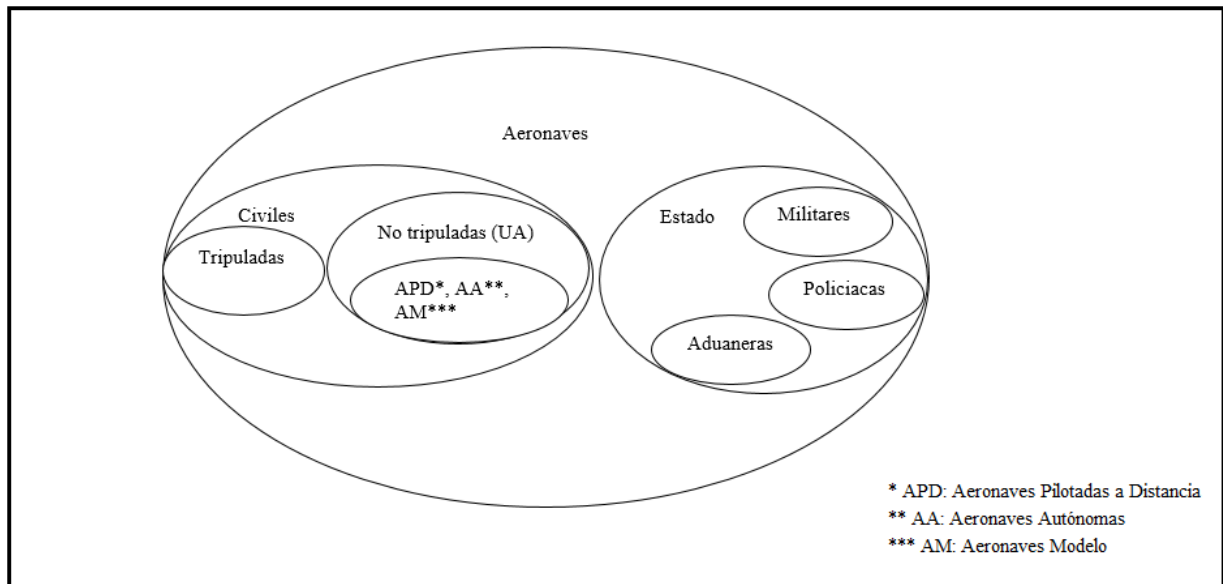 Aeronaves
Civiles
Tripuladas
No tripuladas (UA)
APD*, AA**,
AM***
Estado
Militares
Policiacas
Aduaneras
* APD: Aeronaves Pilotadas a Distancia
** AA: Aeronaves Autónomas
*** AM: Aeronaves Modelo